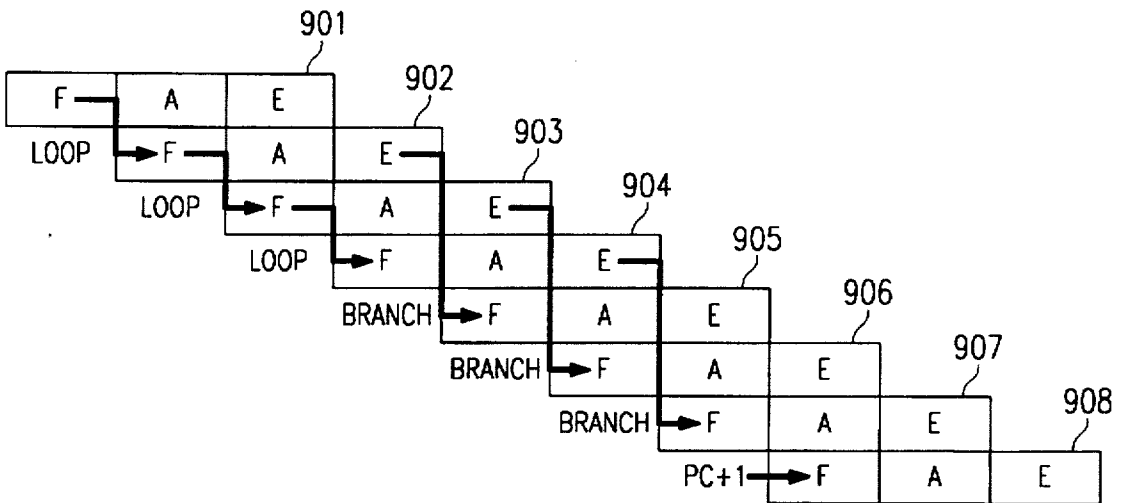 901
F A E
902
LOOP F A E
903
LOOP F A E
904
LOOP F A E
905
BRANCH F A E
906
BRANCH F A E
907
BRANCH F A E
908
PC+1 F A E